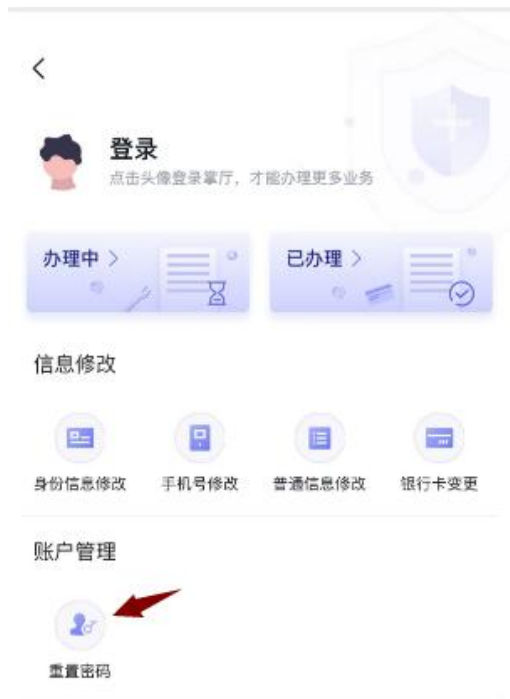 登录
点击头像登录掌厅，才能办理更多业务
办理中
已办理
信息修改
身份信息修改
手机号修改
普通信息修改
银行卡变更
账户管理
重置密码